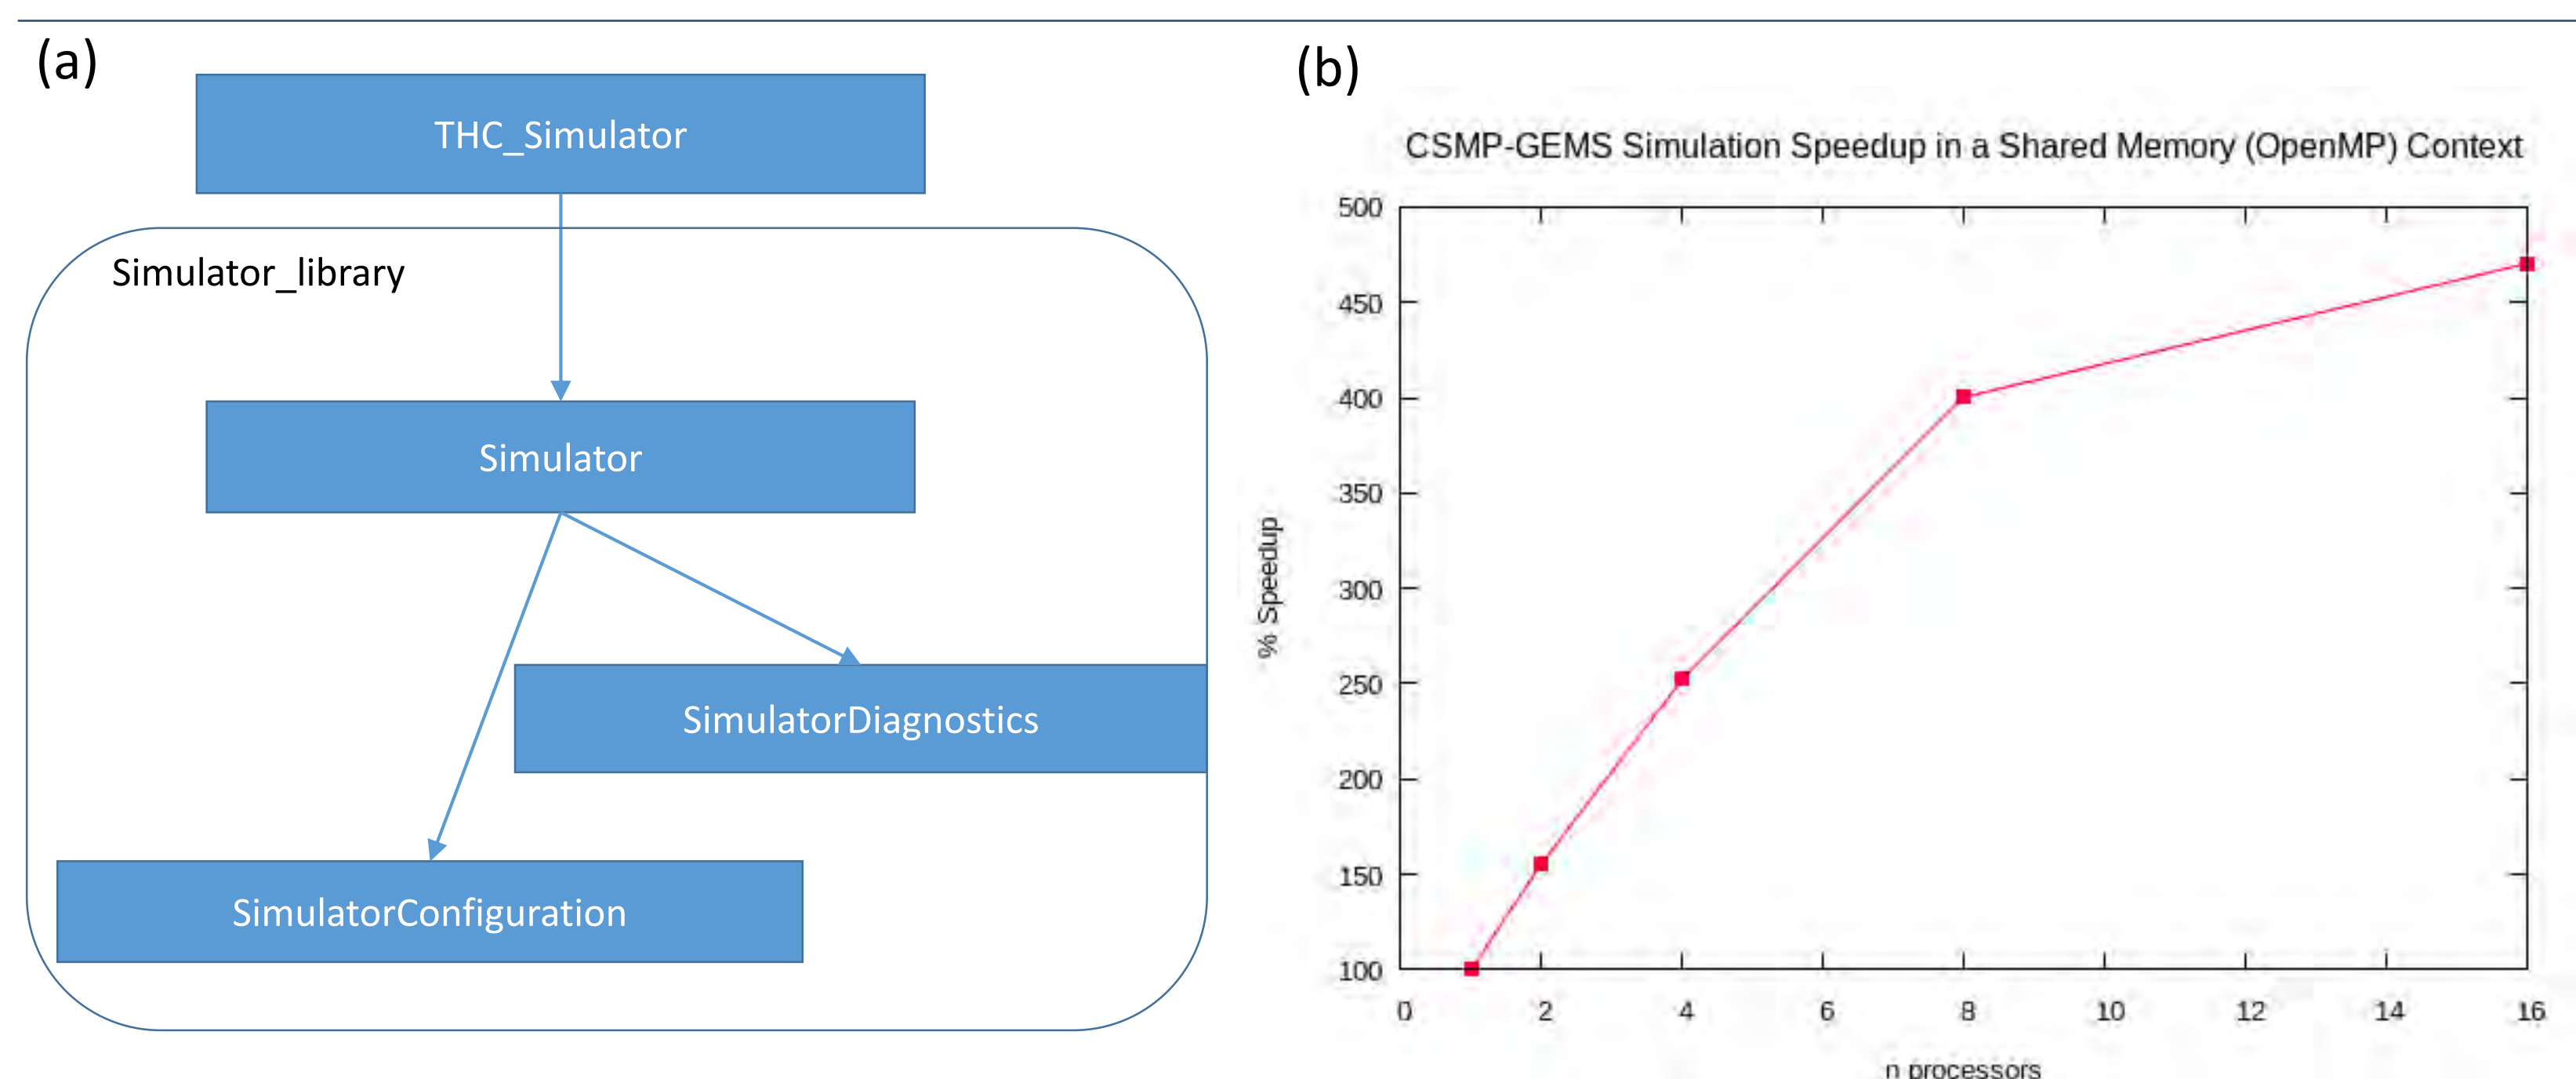 (a)
THC_Simulator
Simulator_library
Simulator
SimulatorDiagnostics
SimulatorConfiguration
(b)
CSMP-GEMS Simulation Speedup in a Shared Memory (OpenMP) Context
500
450
400
350
300
250
200
150
100
% Speedup
0 2 4 6 8 10 12 14 16
n processors